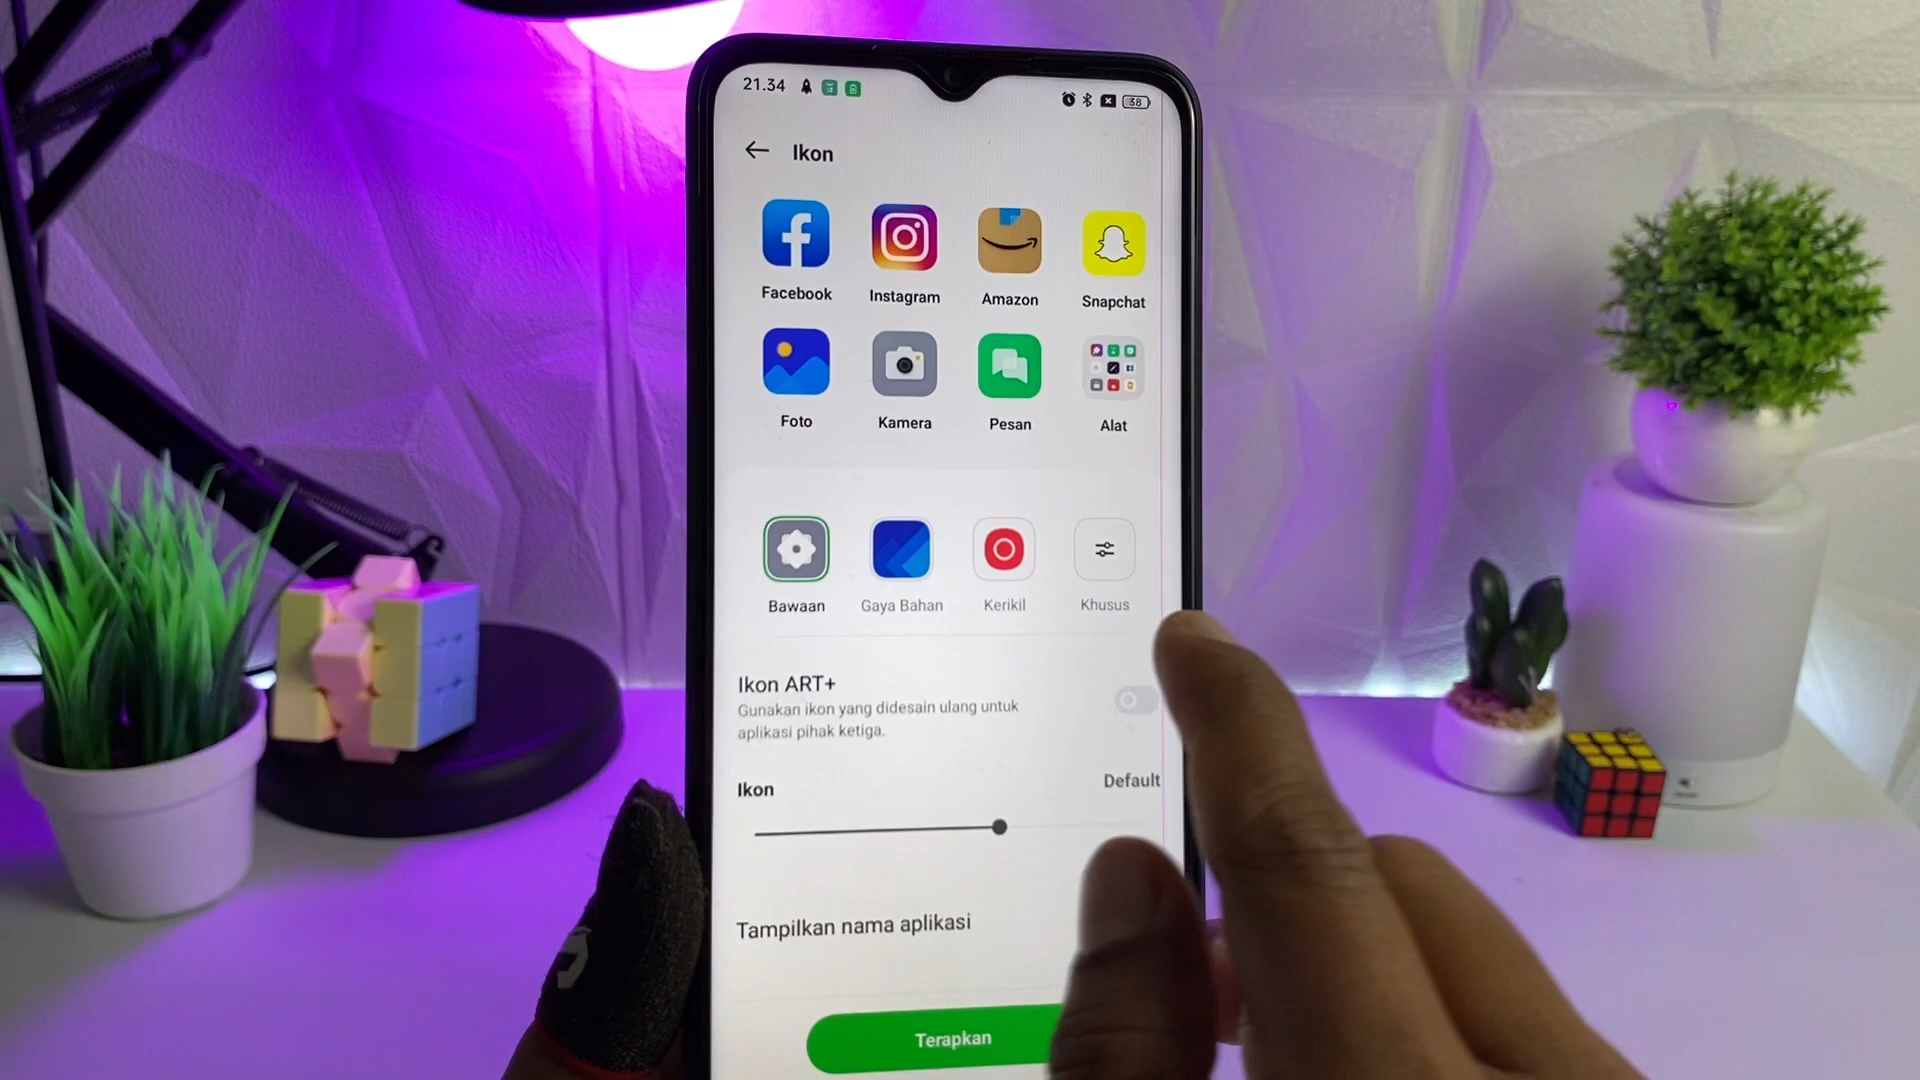 21.34
38
Ikon
Facebook
Instagram
Amazon
Snapchat
Foto
Kamera
Pesan
Alat
Bawaan
Gaya Bahan
Kerikil
Khusus
Ikon ART+
Gunakan ikon yang didesain ulang untuk
aplikasi pihak ketiga.
Ikon
Default
Tampilkan nama aplikasi
Terapkan